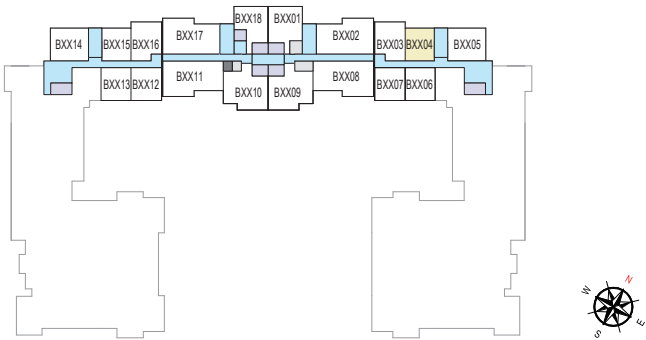 BXX18 BXX01
BXX14 BXX15 BXX16 BXX17 BXX02 BXX03 BXX04 BXX05
BXX13 BXX12 BXX11 BXX10 BXX09 BXX08 BXX07 BXX06
N
W
E
S